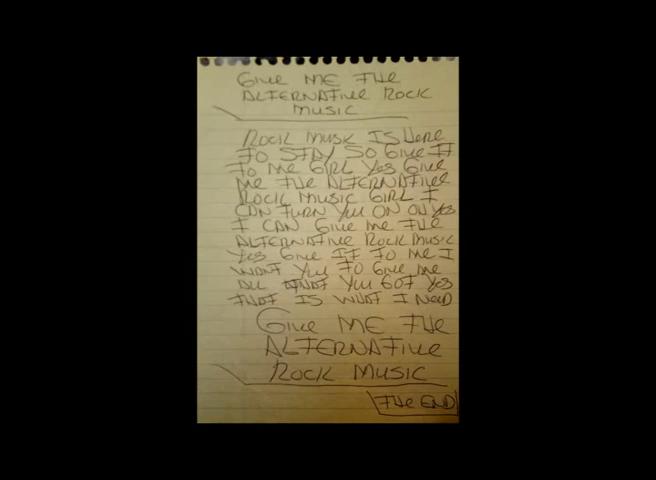 GIVE ME THE
ALTERNATIVE ROCK
MUSIC
ROCK MUSIC IS HERE
TO STAY SO GIVE IT
TO ME GIRL YES GIVE
ME THE ALTERNATIVE
ROCK MUSIC GIRL I
CAN TURN YOU ON OH YES
I CAN GIVE ME THE
ALTERNATIVE ROCK MUSIC
YES GIVE IT TO ME I
WANT YOU TO GIVE ME
ALL THAT YOU GOT YES
THAT IS WHAT I NEED
GIVE ME THE
ALTERNATIVE
ROCK MUSIC
THE END